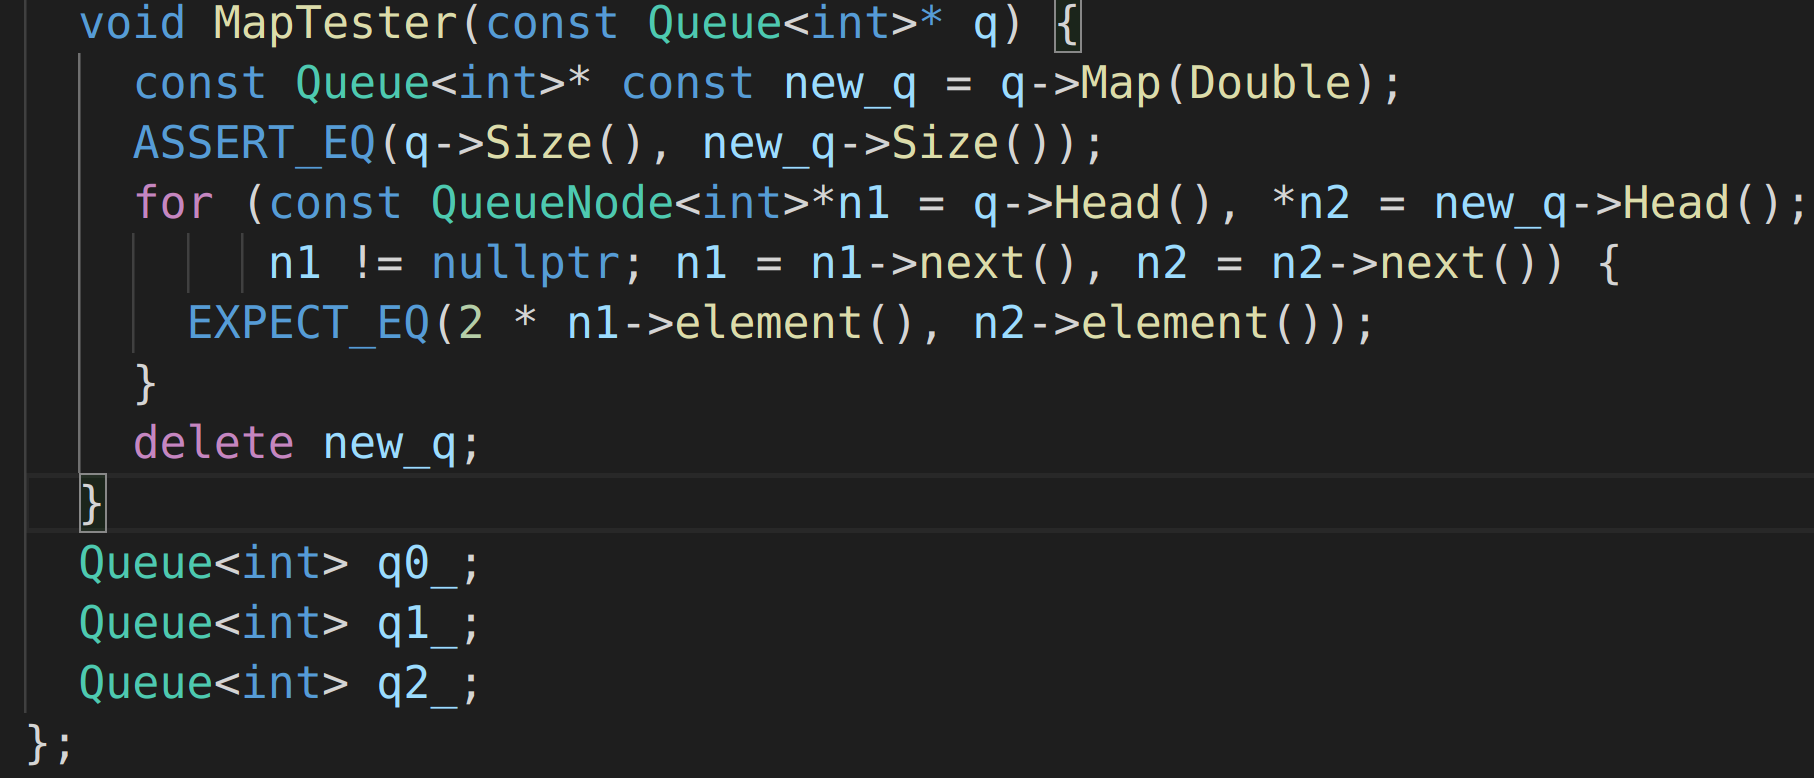 void MapTester(const Queue<int>* q) {
const Queue<int>* const new_q = q->Map(Double);
ASSERT_EQ(q->Size(), new_q->Size());
for (const QueueNode<int>*n1 = q->Head(), *n2 = new_q->Head();
n1 != nullptr; n1 = n1->next(), n2 = n2->next()) {
EXPECT_EQ(2 * n1->element(), n2->element());
}
delete new_q;
}
Queue<int> q0_;
Queue<int> q1_;
Queue<int> q2_;
};